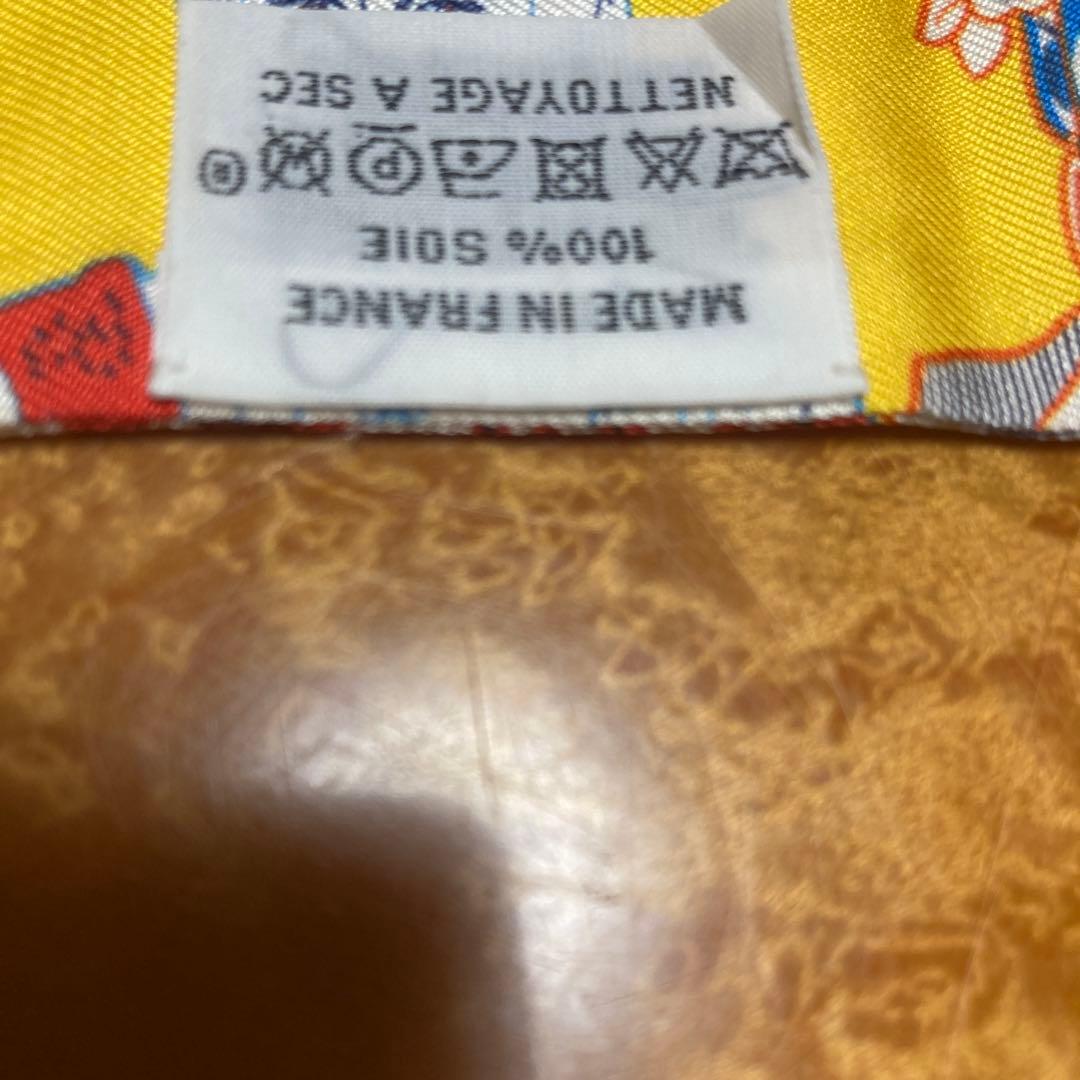 MADE IN FRANCE
100% SOIE
P W ®
NETTOYAGE A SEC